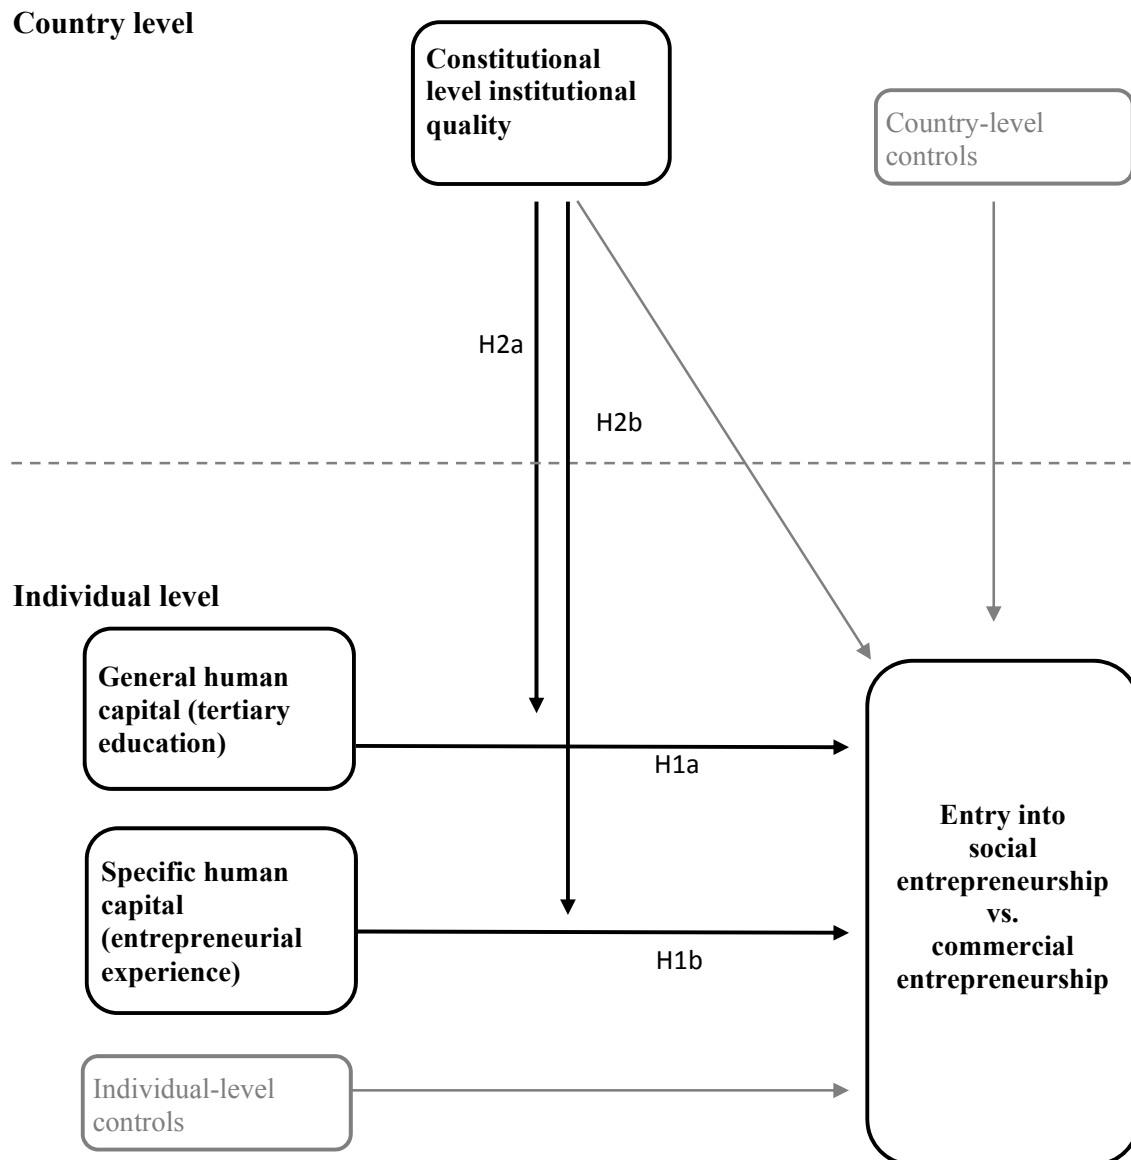 Country level
Constitutional
level institutional
quality
Country-level
controls
H2a
H2b
Individual level
General human
capital (tertiary
education)
H1a
Specific human
capital
(entrepreneurial
experience)
H1b
Entry into
social
entrepreneurship
vs.
commercial
entrepreneurship
Individual-level
controls